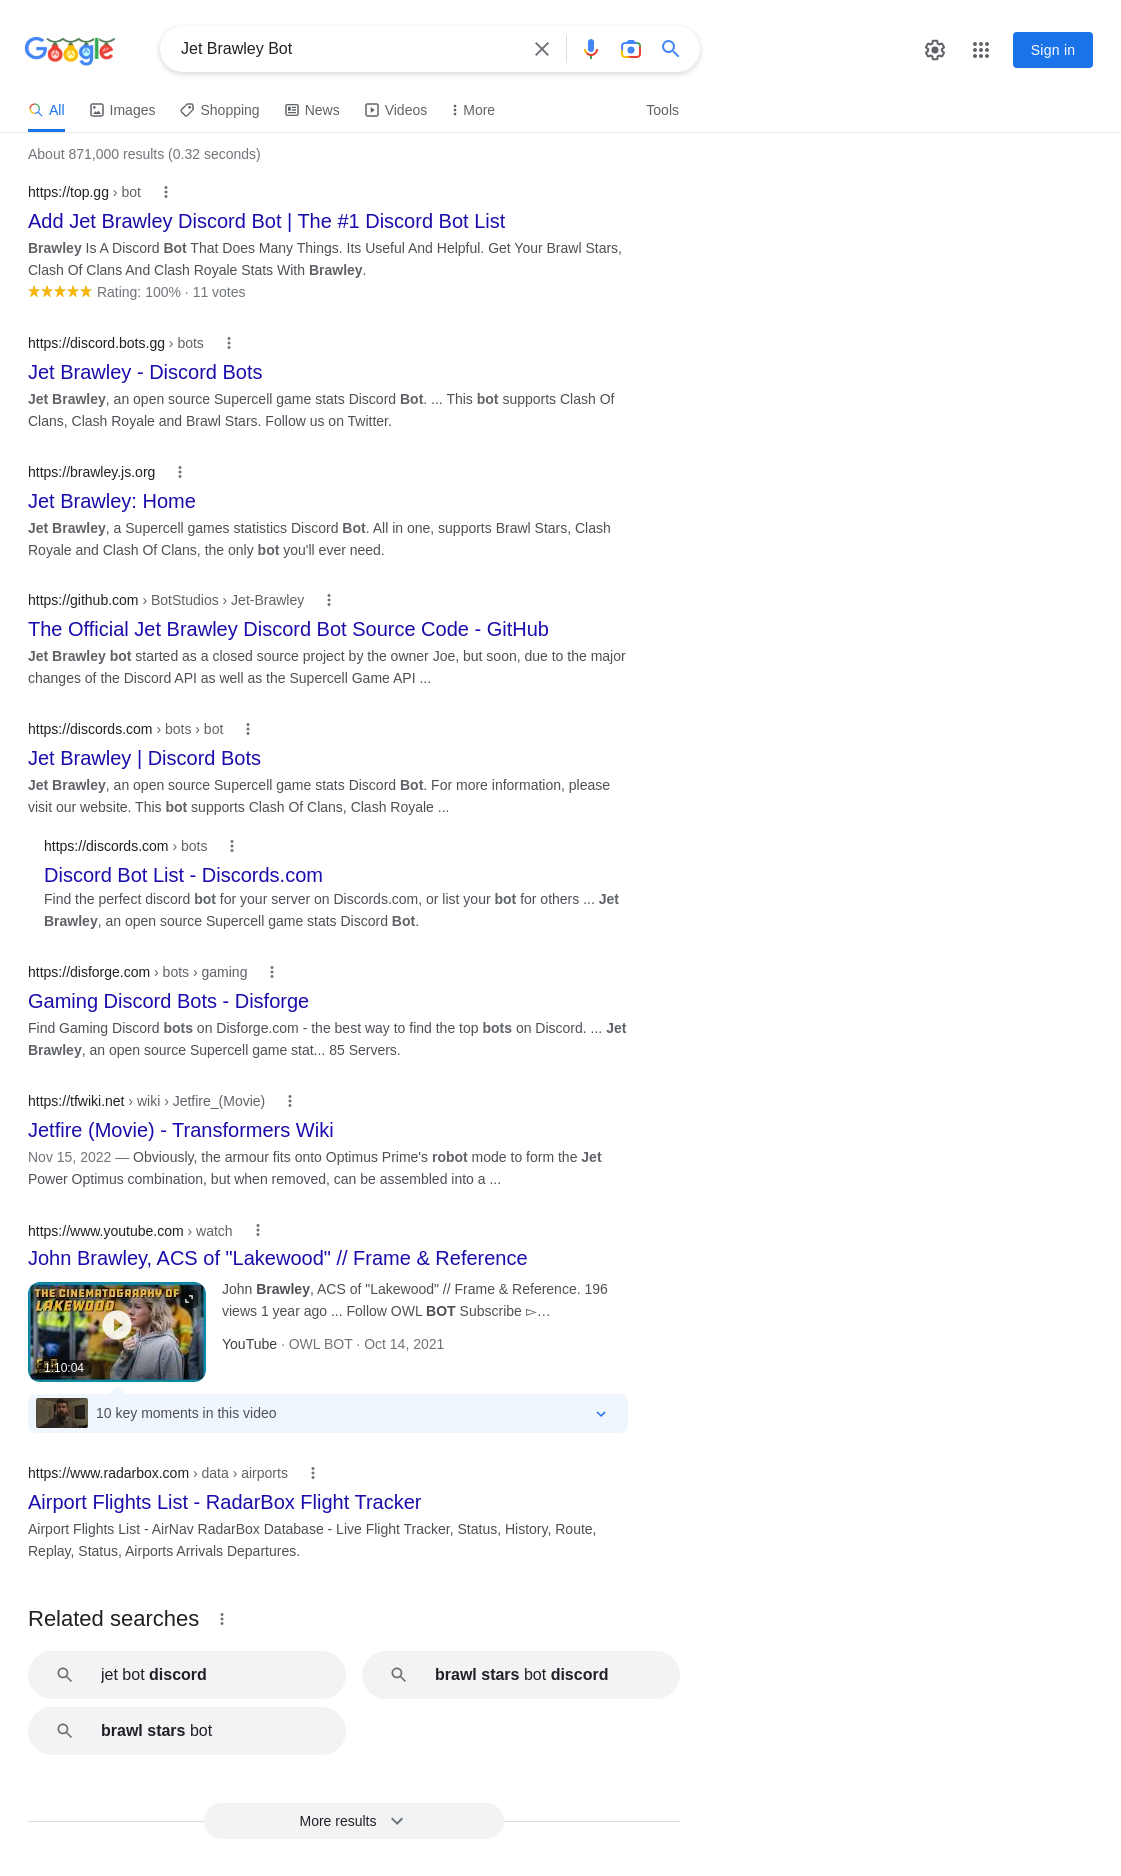 Google
Jet Brawley Bot
Sign in
All
Images
Shopping
News
Videos
More
Tools
About 871,000 results (0.32 seconds)
https://top.gg › bot
Add Jet Brawley Discord Bot | The #1 Discord Bot List
Brawley Is A Discord Bot That Does Many Things. Its Useful And Helpful. Get Your Brawl Stars,
Clash Of Clans And Clash Royale Stats With Brawley.
Rating: 100% · 11 votes
https://discord.bots.gg › bots
Jet Brawley - Discord Bots
Jet Brawley, an open source Supercell game stats Discord Bot. ... This bot supports Clash Of
Clans, Clash Royale and Brawl Stars. Follow us on Twitter.
https://brawley.js.org
Jet Brawley: Home
Jet Brawley, a Supercell games statistics Discord Bot. All in one, supports Brawl Stars, Clash
Royale and Clash Of Clans, the only bot you'll ever need.
https://github.com › BotStudios › Jet-Brawley
The Official Jet Brawley Discord Bot Source Code - GitHub
Jet Brawley bot started as a closed source project by the owner Joe, but soon, due to the major
changes of the Discord API as well as the Supercell Game API ...
https://discords.com › bots › bot
Jet Brawley | Discord Bots
Jet Brawley, an open source Supercell game stats Discord Bot. For more information, please
visit our website. This bot supports Clash Of Clans, Clash Royale ...
https://discords.com › bots
Discord Bot List - Discords.com
Find the perfect discord bot for your server on Discords.com, or list your bot for others ... Jet
Brawley, an open source Supercell game stats Discord Bot.
https://disforge.com › bots › gaming
Gaming Discord Bots - Disforge
Find Gaming Discord bots on Disforge.com - the best way to find the top bots on Discord. ... Jet
Brawley, an open source Supercell game stat... 85 Servers.
https://tfwiki.net › wiki › Jetfire_(Movie)
Jetfire (Movie) - Transformers Wiki
Nov 15, 2022 — Obviously, the armour fits onto Optimus Prime's robot mode to form the Jet
Power Optimus combination, but when removed, can be assembled into a ...
https://www.youtube.com › watch
John Brawley, ACS of "Lakewood" // Frame & Reference
THE CINEMATOGRAPHY OF
LAKEWOOD
1:10:04
John Brawley, ACS of "Lakewood" // Frame & Reference. 196
views 1 year ago ... Follow OWL BOT Subscribe ▻…
YouTube · OWL BOT · Oct 14, 2021
10 key moments in this video
https://www.radarbox.com › data › airports
Airport Flights List - RadarBox Flight Tracker
Airport Flights List - AirNav RadarBox Database - Live Flight Tracker, Status, History, Route,
Replay, Status, Airports Arrivals Departures.
Related searches
jet bot discord
brawl stars bot discord
brawl stars bot
More results